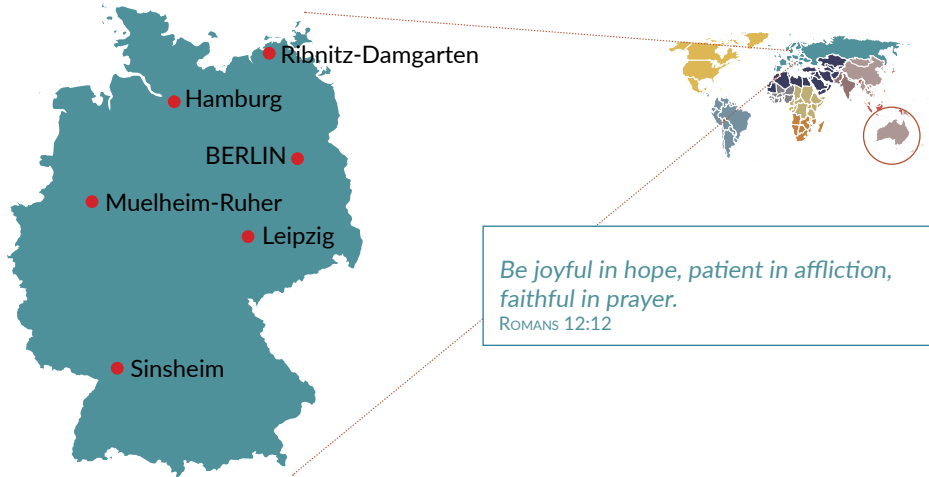 Ribnitz-Damgarten
Hamburg
BERLIN
Muelheim-Ruher
Leipzig
Sinsheim
Be joyful in hope, patient in affliction,
faithful in prayer.
Romans 12:12